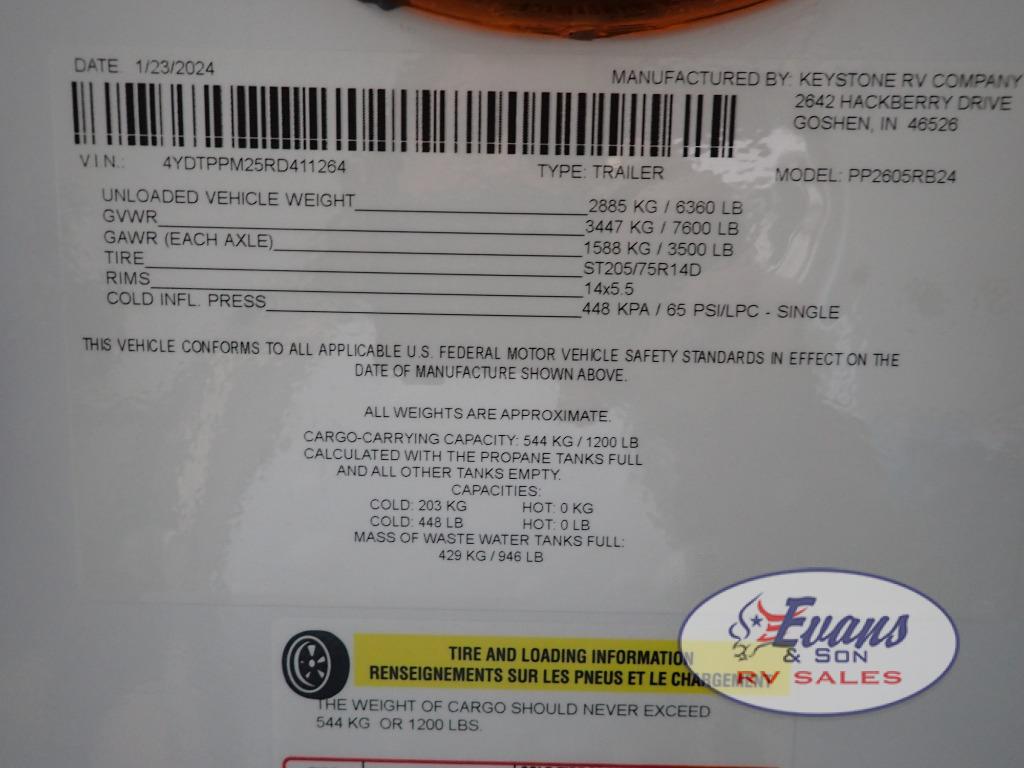 DATE 1/23/2024
MANUFACTURED BY: KEYSTONE RV COMPANY
2642 HACKBERRY DRIVE
GOSHEN, IN 46526
V I N.: 4YDTPPM25RD411264 TYPE: TRAILER MODEL: PP2605RB24
UNLOADED VEHICLE WEIGHT 2885 KG / 6360 LB
GVWR 3447 KG / 7600 LB
GAWR (EACH AXLE) 1588 KG / 3500 LB
TIRE ST205/75R14D
RIMS 14x5.5
COLD INFL. PRESS 448 KPA / 65 PSI/LPC - SINGLE
THIS VEHICLE CONFORMS TO ALL APPLICABLE U.S. FEDERAL MOTOR VEHICLE SAFETY STANDARDS IN EFFECT ON THE
DATE OF MANUFACTURE SHOWN ABOVE.
ALL WEIGHTS ARE APPROXIMATE.
CARGO-CARRYING CAPACITY: 544 KG / 1200 LB
CALCULATED WITH THE PROPANE TANKS FULL
AND ALL OTHER TANKS EMPTY.
CAPACITIES:
COLD: 203 KG HOT: 0 KG
COLD: 448 LB HOT: 0 LB
MASS OF WASTE WATER TANKS FULL:
429 KG / 946 LB
TIRE AND LOADING INFORMATION
RENSEIGNEMENTS SUR LES PNEUS ET LE CHARGEMENT
THE WEIGHT OF CARGO SHOULD NEVER EXCEED
544 KG OR 1200 LBS.
Evans
& SON
RV SALES